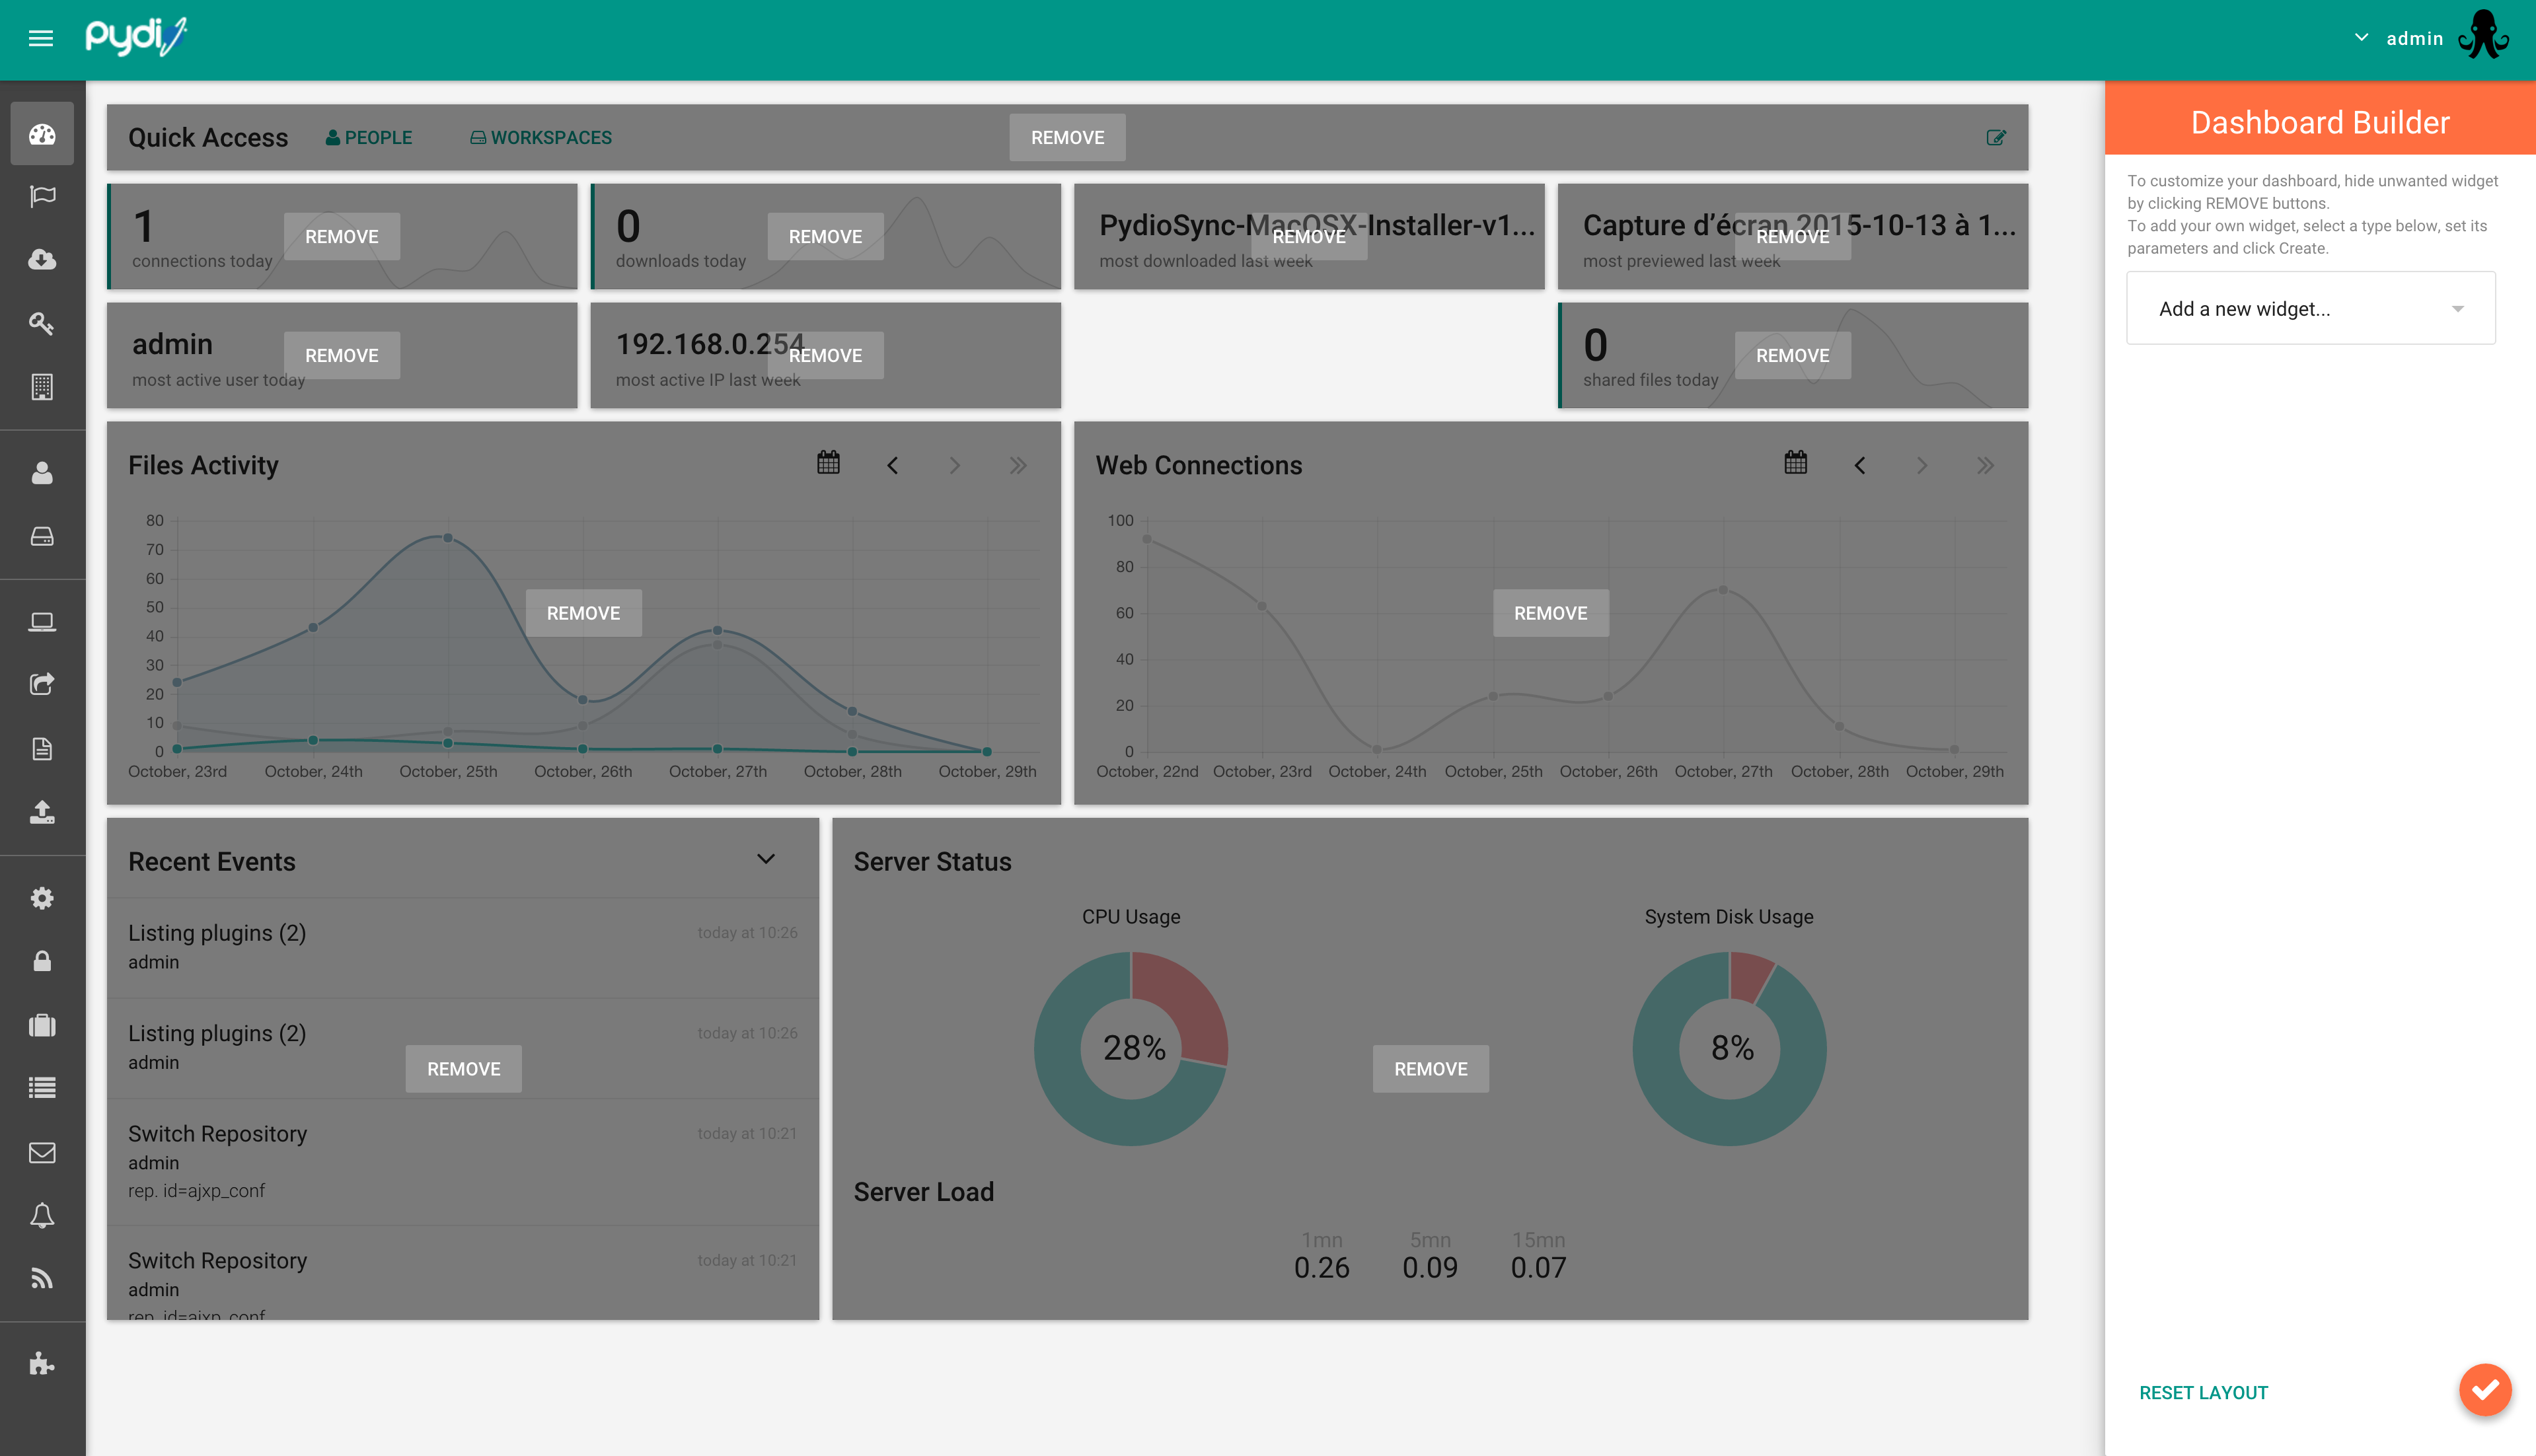 pydio
admin
Quick Access
PEOPLE
WORKSPACES
REMOVE
1
connections today
REMOVE
0
downloads today
REMOVE
PydioSync-MacOSX-Installer-v1...
most downloaded last week
REMOVE
Capture d'écran 2015-10-13 à 1...
most previewed last week
REMOVE
admin
most active user today
REMOVE
192.168.0.254
most active IP last week
REMOVE
0
shared files today
REMOVE
Files Activity
80
70
60
50
40
30
20
10
0
October, 23rd October, 24th October, 25th October, 26th October, 27th October, 28th October, 29th
REMOVE
Web Connections
100
80
60
40
20
0
October, 22nd October, 23rd October, 24th October, 25th October, 26th October, 27th October, 28th October, 29th
REMOVE
Recent Events
Listing plugins (2) today at 10:26
admin
Listing plugins (2) today at 10:26
admin
REMOVE
Switch Repository today at 10:21
admin
rep. id=ajxp_conf
Switch Repository today at 10:21
admin
rep. id=ajxp_conf
Server Status
CPU Usage
28%
System Disk Usage
8%
REMOVE
Server Load
1mn 5mn 15mn
0.26 0.09 0.07
Dashboard Builder
To customize your dashboard, hide unwanted widget
by clicking REMOVE buttons.
To add your own widget, select a type below, set its
parameters and click Create.
Add a new widget...
RESET LAYOUT